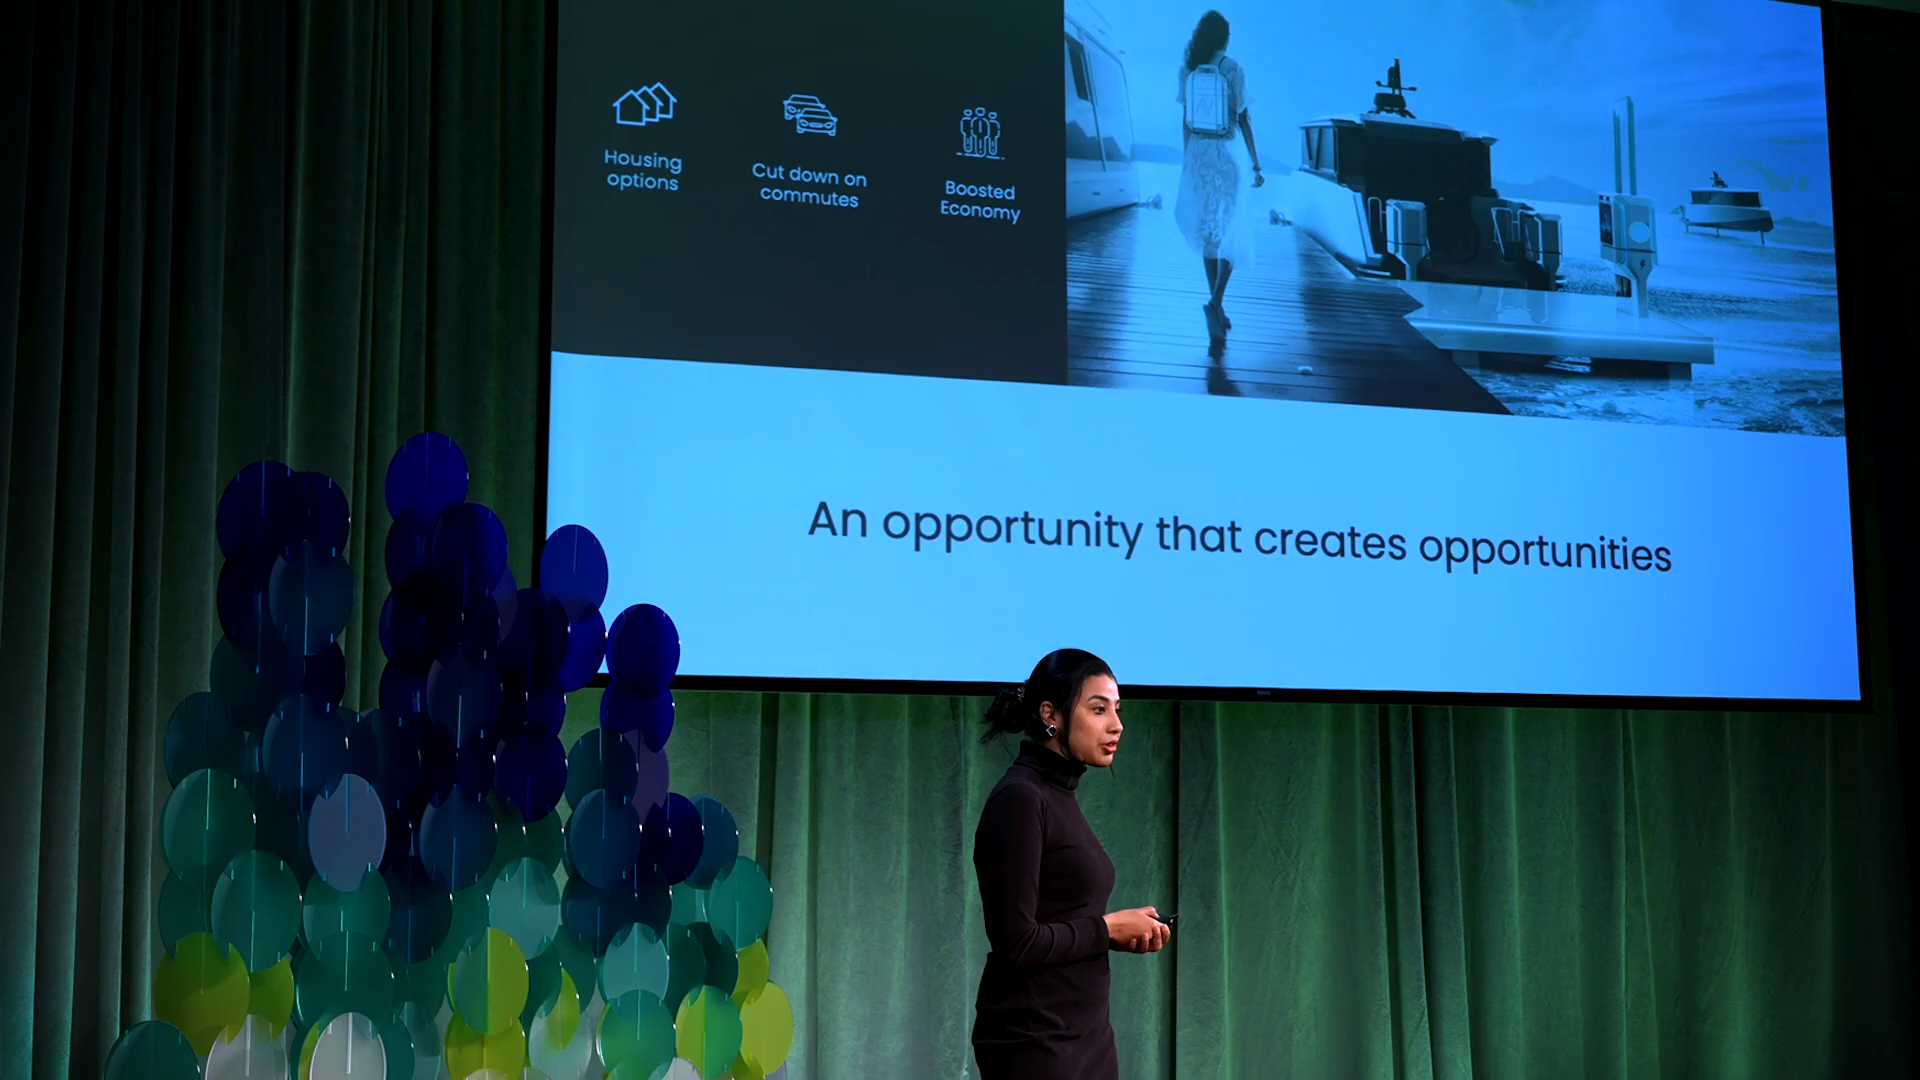 Housing
options
Cut down on
commutes
Boosted
Economy
An opportunity that creates opportunities